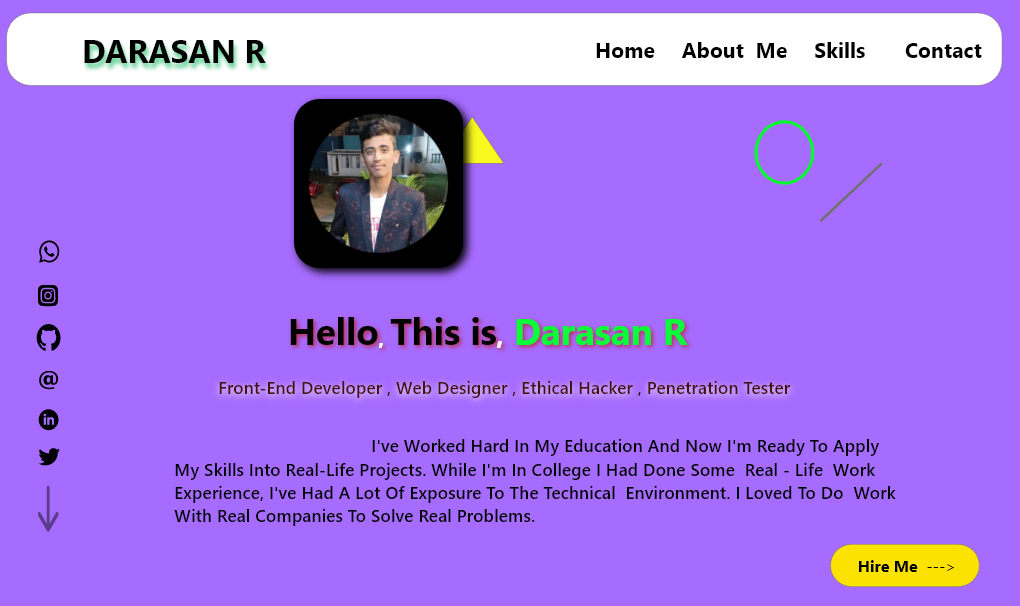 DARASAN R
Home About Me Skills Contact
Hello, This is, Darasan R
Front-End Developer , Web Designer , Ethical Hacker , Penetration Tester
I've Worked Hard In My Education And Now I'm Ready To Apply
My Skills Into Real-Life Projects. While I'm In College I Had Done Some Real - Life Work
Experience, I've Had A Lot Of Exposure To The Technical Environment. I Loved To Do Work
With Real Companies To Solve Real Problems.
Hire Me --->